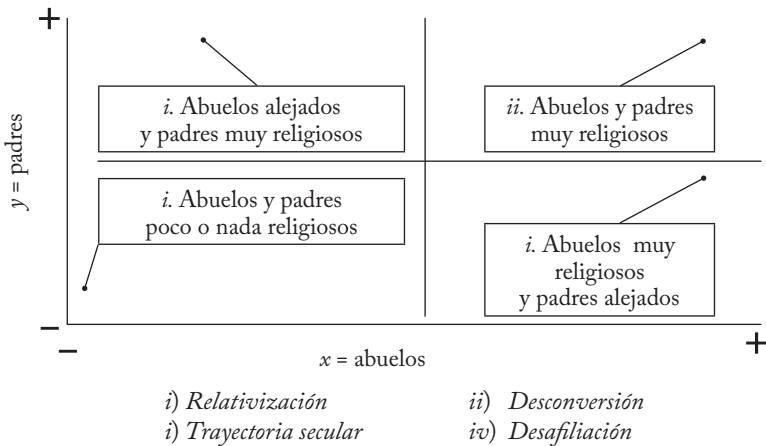 +
y = padres
i. Abuelos alejados
y padres muy religiosos
ii. Abuelos y padres
muy religiosos
i. Abuelos y padres
poco o nada religiosos
i. Abuelos muy
religiosos
y padres alejados
–
–
x = abuelos
+
i) Relativización
ii) Desconversión
i) Trayectoria secular
iv) Desafiliación